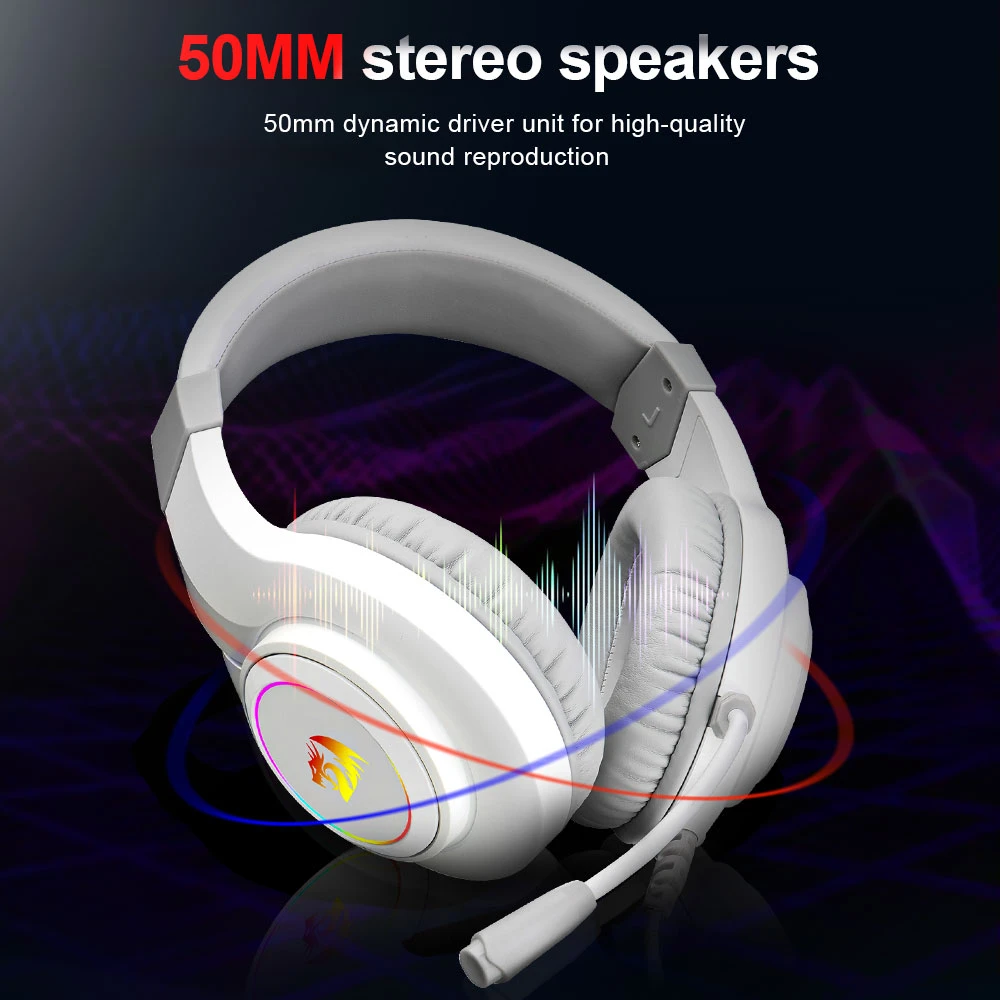 50MM stereo speakers
50mm dynamic driver unit for high-quality
sound reproduction
L